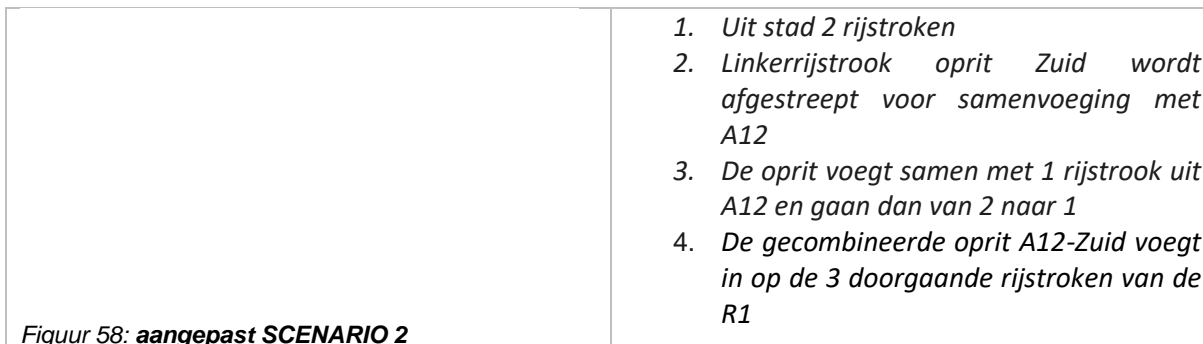 1. Uit stad 2 rijstroken
2. Linkerrijstrook oprit Zuid wordt
afgestreept voor samenvoeging met
A12
3. De oprit voegt samen met 1 rijstrook uit
A12 en gaan dan van 2 naar 1
4. De gecombineerde oprit A12-Zuid voegt
in op de 3 doorgaande rijstroken van de
R1
Figuur 58: aangepast SCENARIO 2